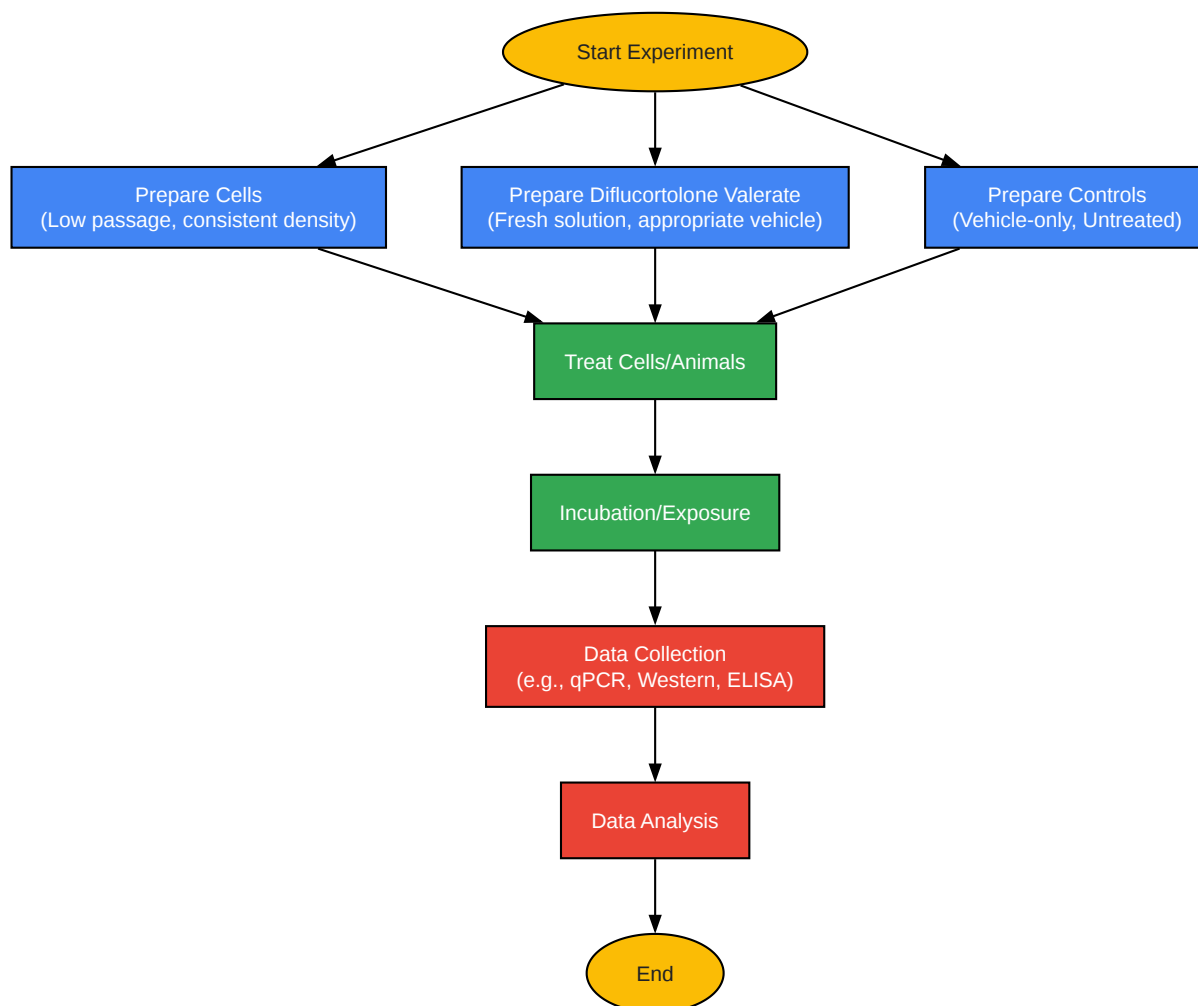 Start Experiment
Prepare Cells
(Low passage, consistent density)
Prepare Diflucortolone Valerate
(Fresh solution, appropriate vehicle)
Prepare Controls
(Vehicle-only, Untreated)
Treat Cells/Animals
Incubation/Exposure
Data Collection
(e.g., qPCR, Western, ELISA)
Data Analysis
End